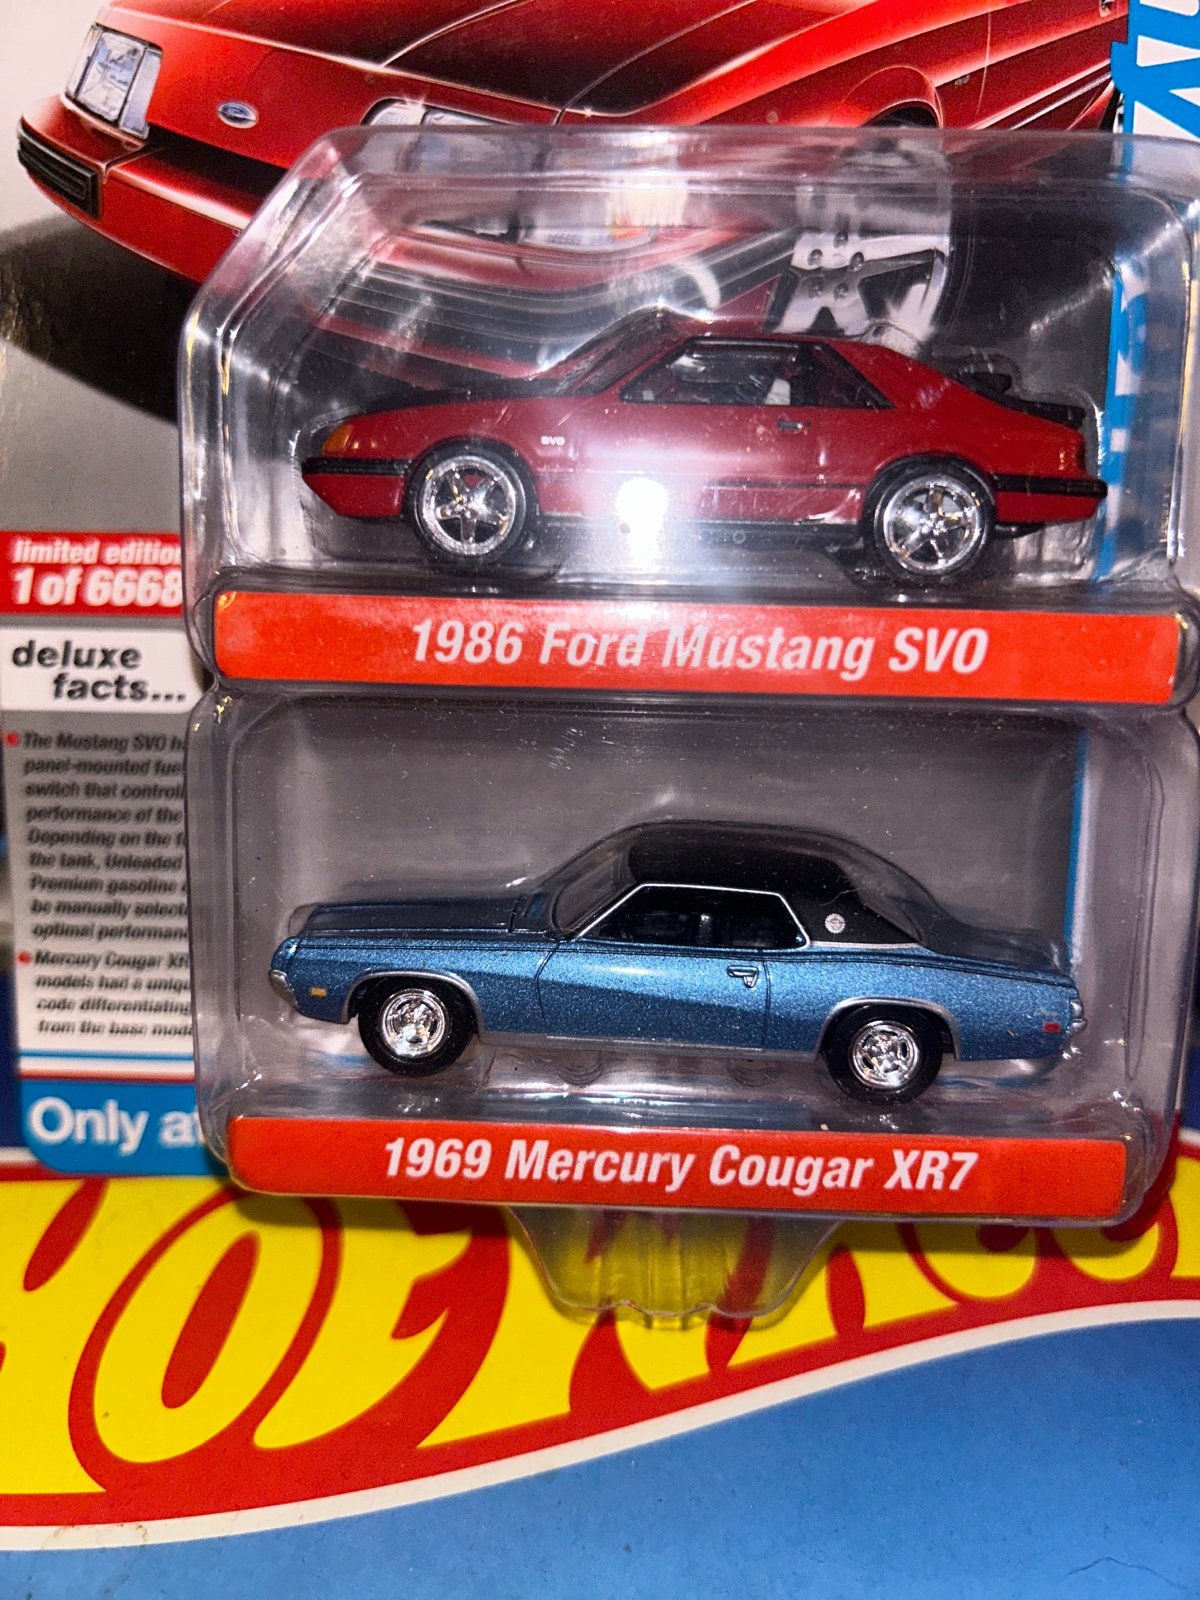 SVO
1986 Ford Mustang SVO
limited edition
1 of 6668
deluxe
facts...
The Mustang SVO
panel-mounted
switch that
performance of the
Depending on the
the tank, Unleaded
Premium gasoline
be manually
optimal
Mercury Cougar
models had a
code differentiating
from the base
Only at
1969 Mercury Cougar XR7
HOT WHEELS